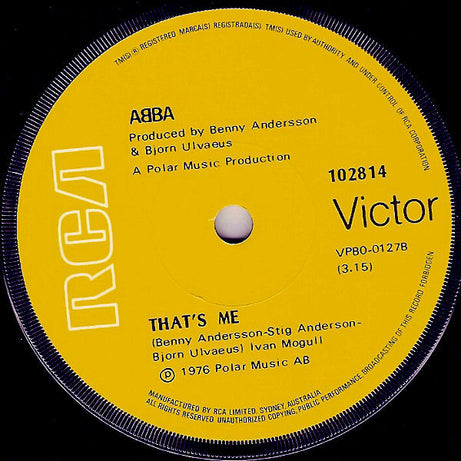 TM(S)® REGISTERED MARCA(S) REGISTRADA(S) TM(S) USED BY AUTHORITY AND UNDER CONTROL OF RCA CORPORATION
ABBA
Produced by Benny Andersson
& Bjorn Ulvaeus
A Polar Music Production
RCA
102814
Victor
VPBO-0127B
(3.15)
THAT'S ME
(Benny Andersson-Stig Anderson-
Bjorn Ulvaeus) Ivan Mogull
Ⓟ 1976 Polar Music AB
MANUFACTURED BY RCA LIMITED, SYDNEY, AUSTRALIA
ALL RIGHTS RESERVED. UNAUTHORIZED COPYING, PUBLIC PERFORMANCE, BROADCASTING OF THIS RECORD FORBIDDEN